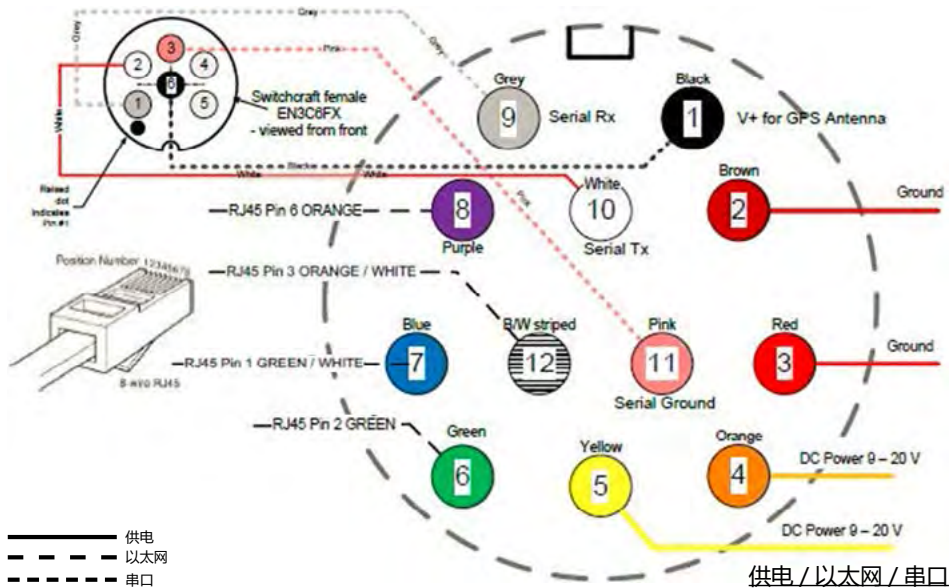 Grey
Grey
Grey
Pink
3
2
4
6
1
5
Switchcraft female
EN3C6FX
- viewed from front
White
Black
White
White
Raised
dot
indicates
Pin #1
Pink
Grey
9
Serial Rx
Black
1
V+ for GPS Antenna
RJ45 Pin 6 ORANGE
8
Purple
White
10
Serial Tx
Brown
2
Ground
Position Number 12345678
RJ45 Pin 3 ORANGE / WHITE
8-wire RJ45
RJ45 Pin 1 GREEN / WHITE
Blue
7
B/W striped
12
Pink
11
Serial Ground
Red
3
Ground
RJ45 Pin 2 GREEN
Green
6
Yellow
5
Orange
4
DC Power 9 – 20 V
DC Power 9 – 20 V
供电
以太网
串口
供电 / 以太网 / 串口